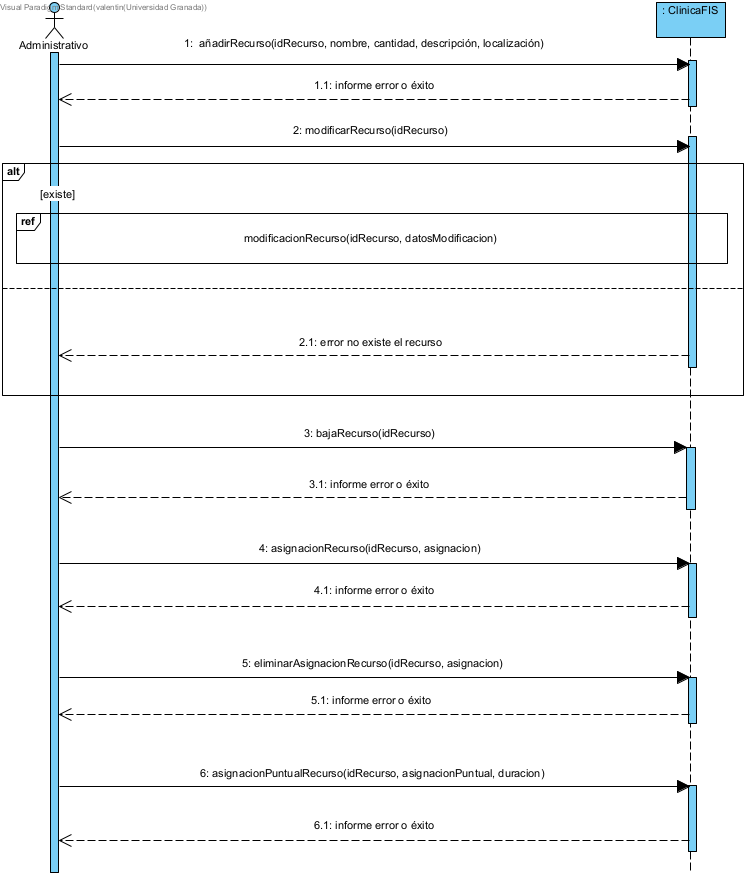 Visual Paradigm Standard(valentin(Universidad Granada))
: ClinicaFIS
Administrativo
1: añadirRecurso(idRecurso, nombre, cantidad, descripción, localización)
1.1: informe error o éxito
2: modificarRecurso(idRecurso)
alt
[existe]
ref
modificacionRecurso(idRecurso, datosModificacion)
2.1: error no existe el recurso
3: bajaRecurso(idRecurso)
3.1: informe error o éxito
4: asignacionRecurso(idRecurso, asignacion)
4.1: informe error o éxito
5: eliminarAsignacionRecurso(idRecurso, asignacion)
5.1: informe error o éxito
6: asignacionPuntualRecurso(idRecurso, asignacionPuntual, duracion)
6.1: informe error o éxito